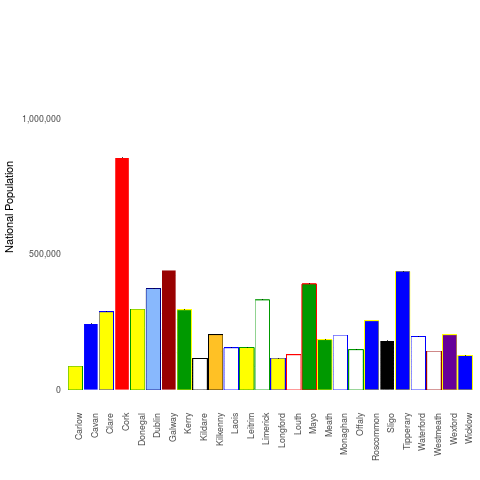 1,000,000
National Population
500,000
0
Carlow
Cavan
Clare
Cork
Donegal
Dublin
Galway
Kerry
Kildare
Kilkenny
Laois
Leitrim
Limerick
Longford
Louth
Mayo
Meath
Monaghan
Offaly
Roscommon
Sligo
Tipperary
Waterford
Westmeath
Wexford
Wicklow